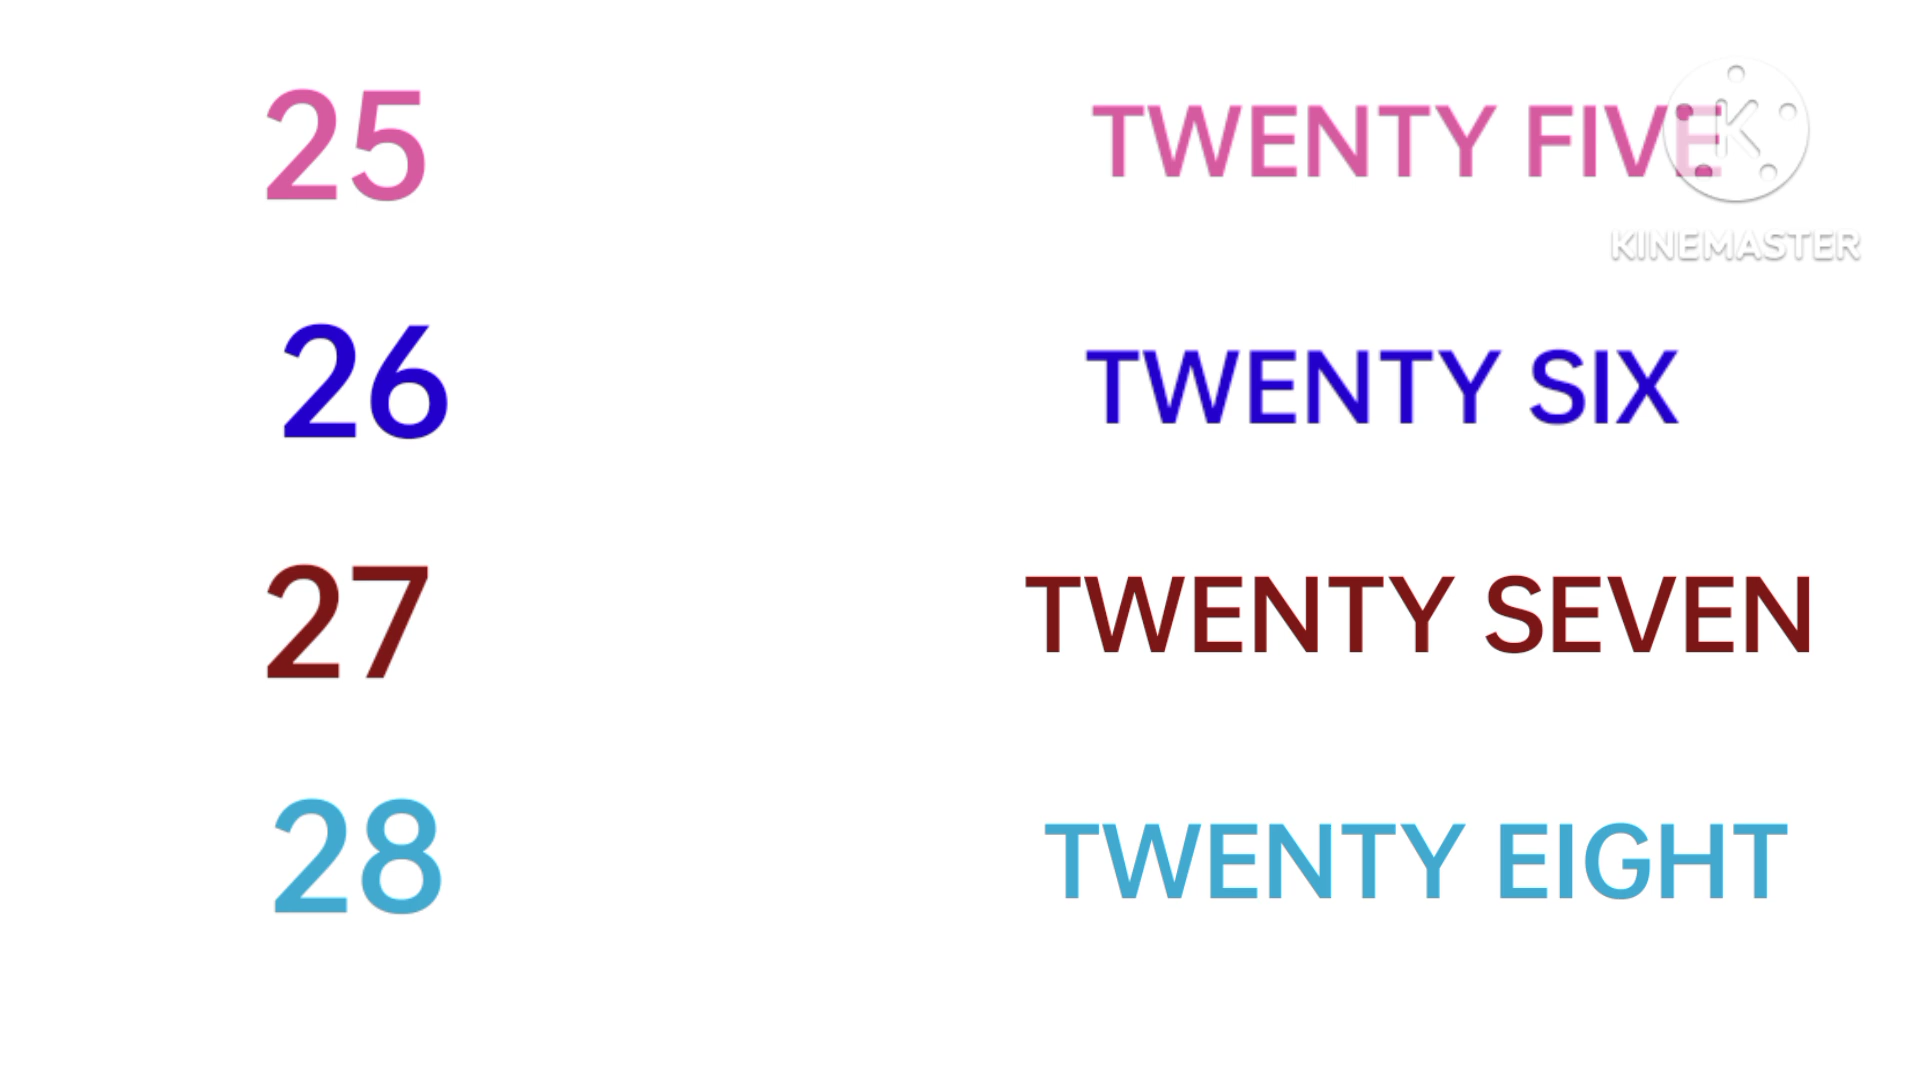 25 TWENTY FIVE
KINEMASTER
26 TWENTY SIX
27 TWENTY SEVEN
28 TWENTY EIGHT